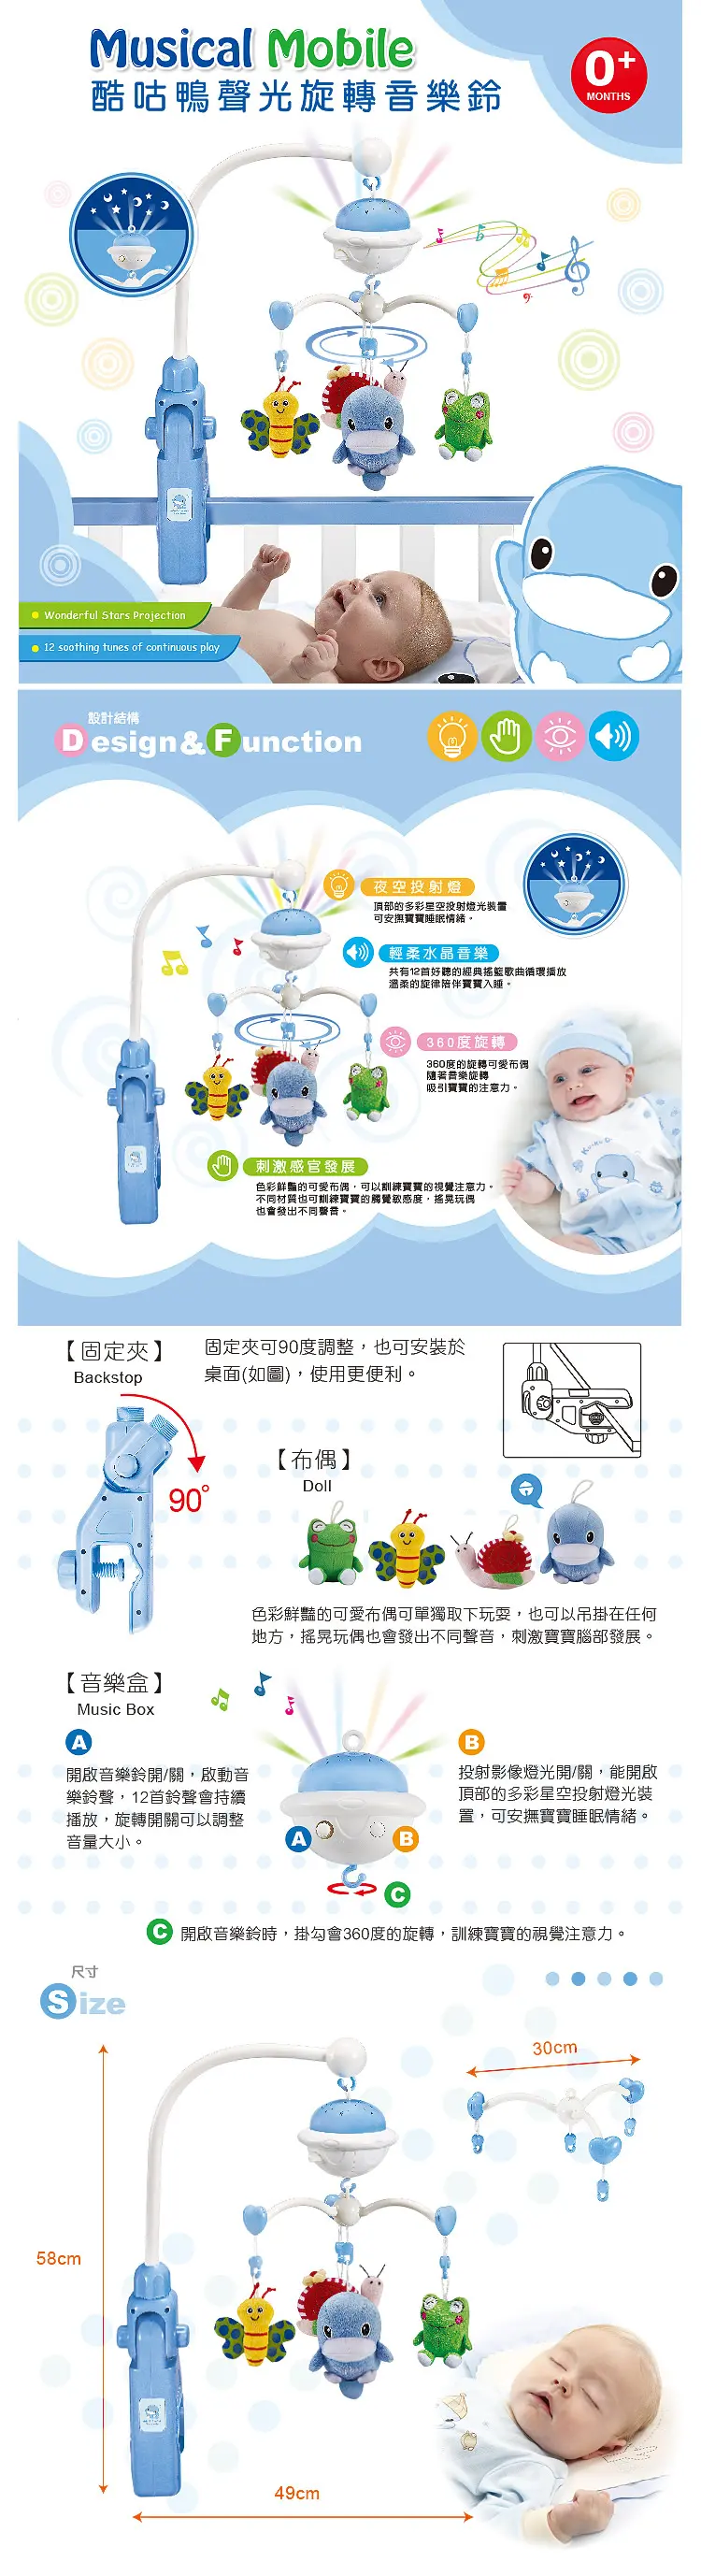 Musical Mobile
酷咕鴨聲光旋轉音樂鈴
0+
MONTHS
Wonderful Stars Projection
12 soothing tunes of continuous play
設計結構
Design & Function
夜空投射燈
頂部的多彩星空投射燈光裝置
可安撫寶寶睡眠情緒。
輕柔水晶音樂
共有12首好聽的經典搖籃歌曲循環播放
溫柔的旋律陪伴寶寶入睡。
360度旋轉
360度的旋轉可愛布偶
隨著音樂旋轉
吸引寶寶的注意力。
刺激感官發展
色彩鮮豔的可愛布偶，可以訓練寶寶的視覺注意力。
不同材質也可訓練寶寶的觸覺敏感度，搖晃玩偶
也會發出不同聲音。
【固定夾】
Backstop
固定夾可90度調整，也可安裝於
桌面(如圖)，使用更便利。
90°
【布偶】
Doll
色彩鮮豔的可愛布偶可單獨取下玩耍，也可以吊掛在任何
地方，搖晃玩偶也會發出不同聲音，刺激寶寶腦部發展。
【音樂盒】
Music Box
A
開啟音樂鈴開/關，啟動音
樂鈴聲，12首鈴聲會持續
播放，旋轉開關可以調整
音量大小。
B
投射影像燈光開/關，能開啟
頂部的多彩星空投射燈光裝
置，可安撫寶寶睡眠情緒。
A
B
C
C 開啟音樂鈴時，掛勾會360度的旋轉，訓練寶寶的視覺注意力。
尺寸
Size
30cm
58cm
49cm